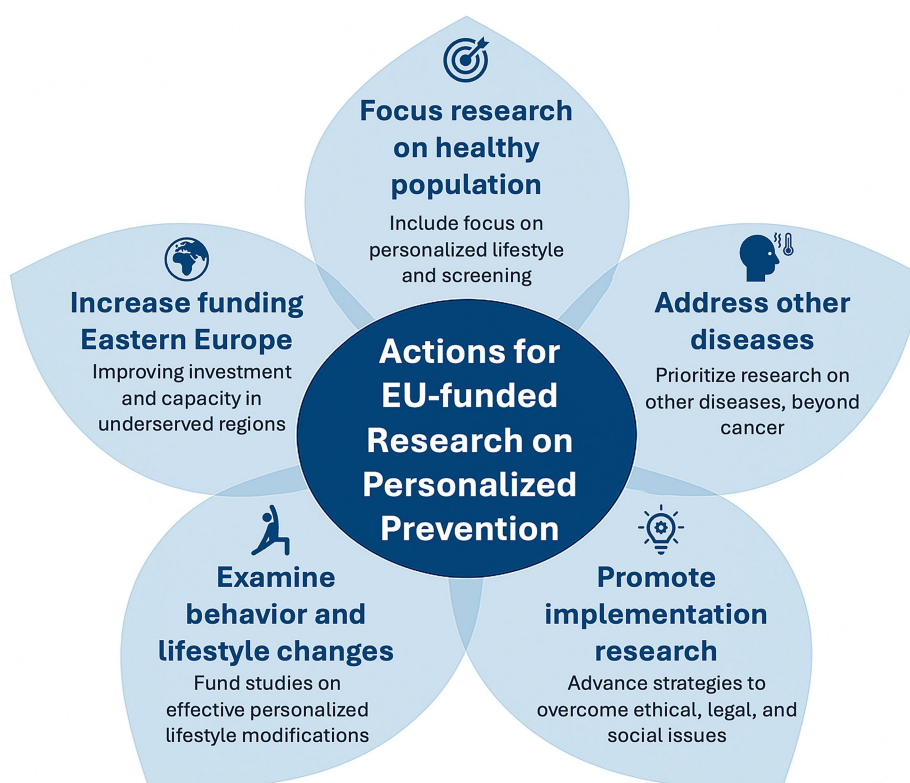 Focus research
on healthy
population
Include focus on
personalized lifestyle
and screening
Increase funding
Eastern Europe
Improving investment
and capacity in
underserved regions
Actions for
EU-funded
Research on
Personalized
Prevention
Address other
diseases
Prioritize research on
other diseases, beyond
cancer
Examine
behavior and
lifestyle changes
Fund studies on
effective personalized
lifestyle modifications
Promote
implementation
research
Advance strategies to
overcome ethical, legal, and
social issues